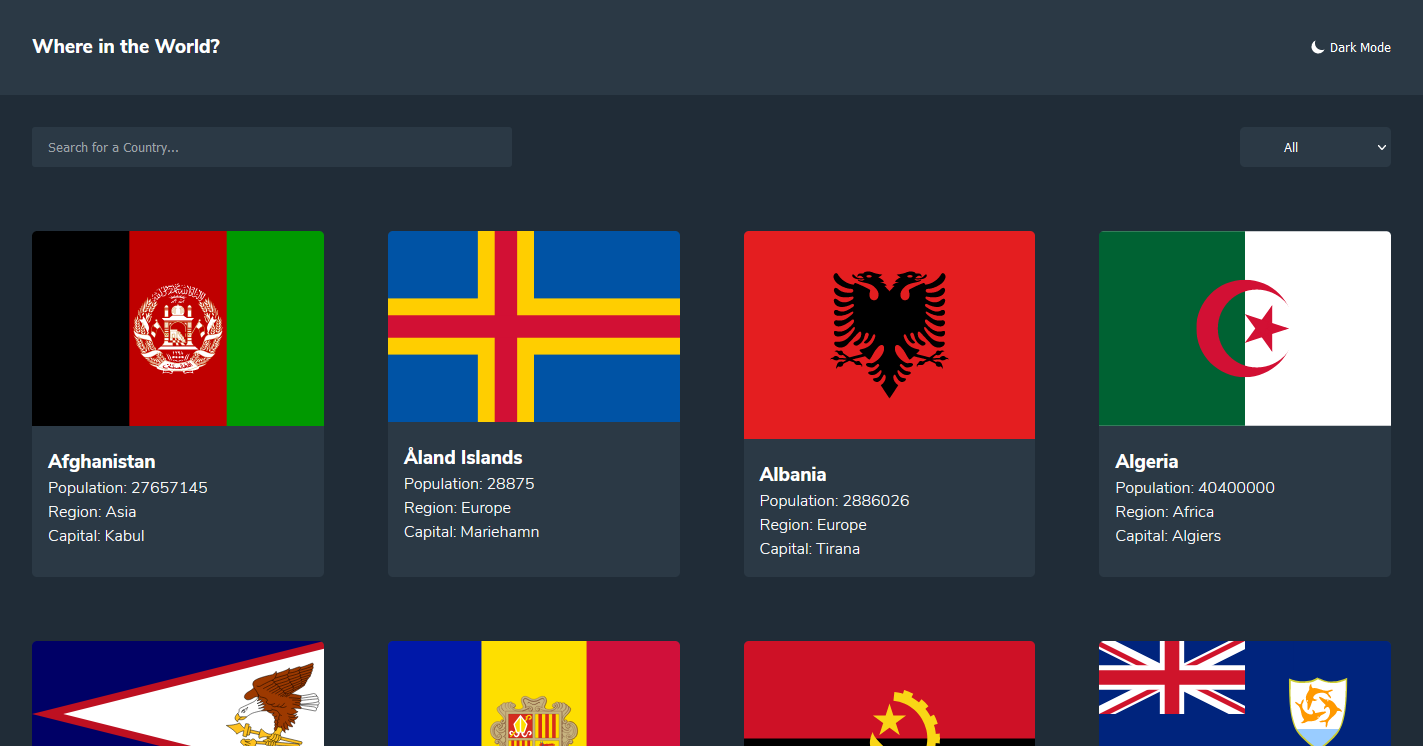 Where in the World?
Dark Mode
Search for a Country...
All
Afghanistan
Population: 27657145
Region: Asia
Capital: Kabul
Åland Islands
Population: 28875
Region: Europe
Capital: Mariehamn
Albania
Population: 2886026
Region: Europe
Capital: Tirana
Algeria
Population: 40400000
Region: Africa
Capital: Algiers